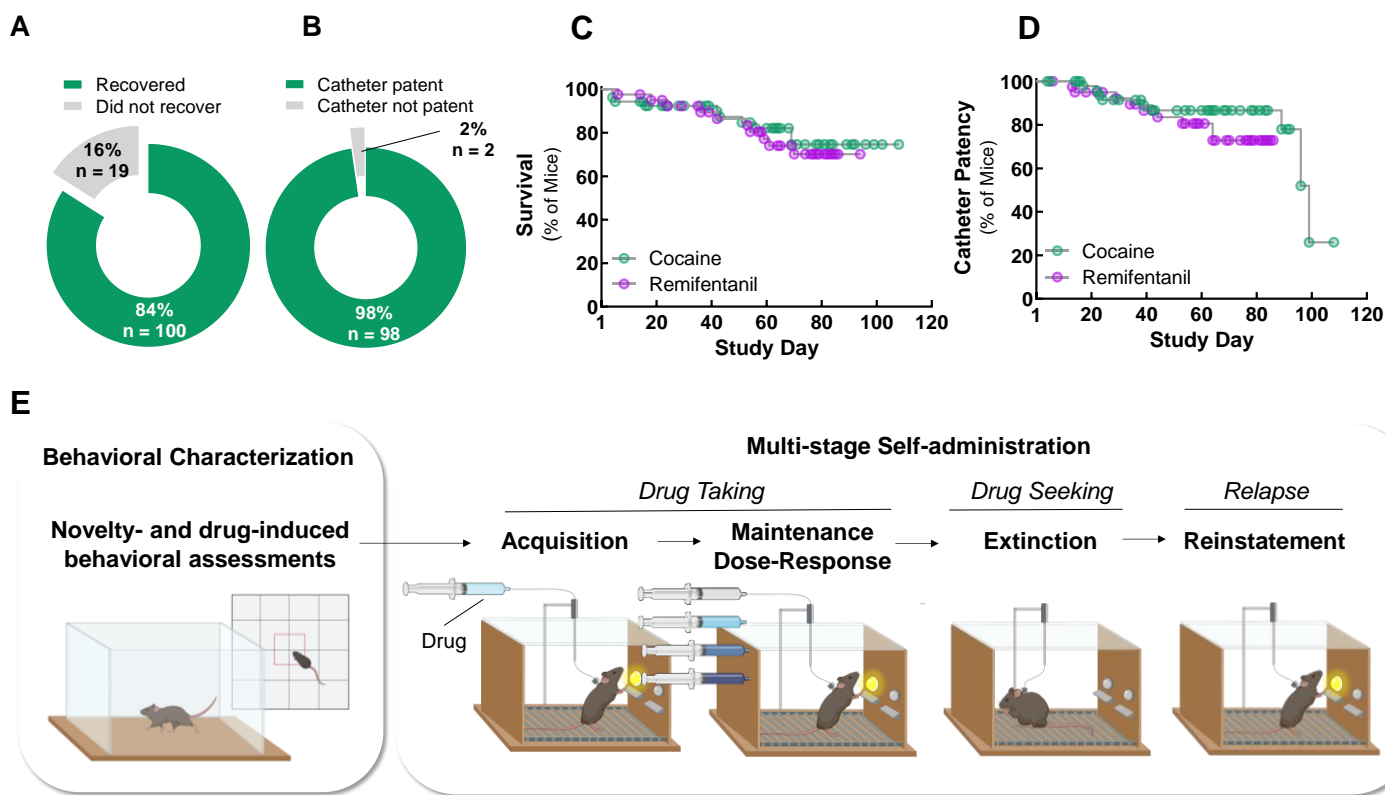 A
Recovered
Did not recover
16%
n = 19
84%
n = 100
B
Catheter patent
Catheter not patent
2%
n = 2
98%
n = 98
C
Survival
(% of Mice)
100
80
60
40
20
0
Cocaine
Remifentanil
1 20 40 60 80 100 120
Study Day
D
Catheter Patency
(% of Mice)
100
80
60
40
20
0
Cocaine
Remifentanil
1 20 40 60 80 100 120
Study Day
E
Behavioral Characterization
Novelty- and drug-induced
behavioral assessments
Multi-stage Self-administration
Drug Taking
Drug Seeking
Relapse
Acquisition
Maintenance
Dose-Response
Extinction
Reinstatement
Drug